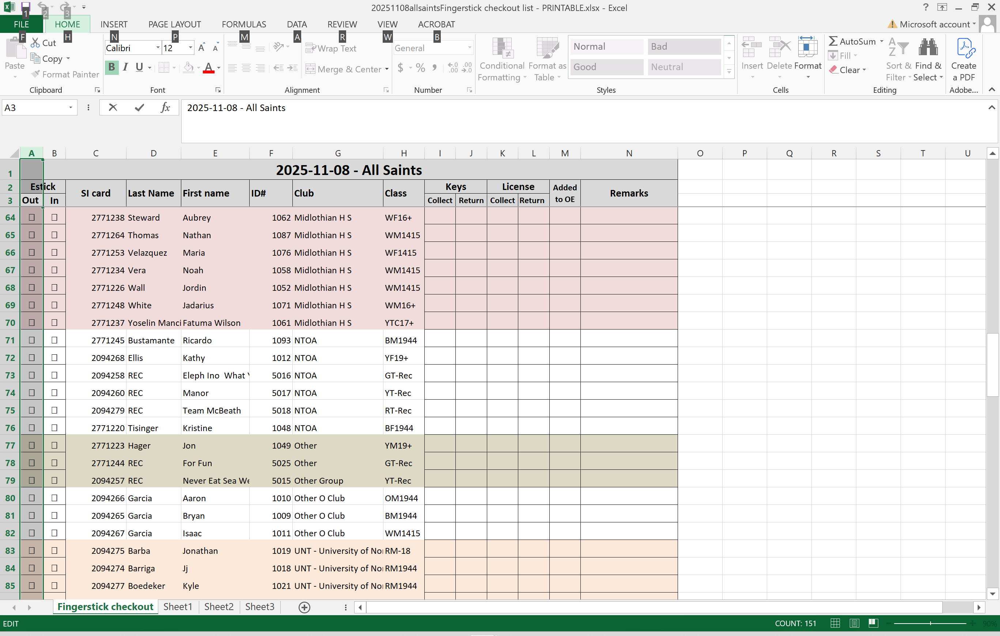 20251108allsaintsFingerstick checkout list - PRINTABLE.xlsx - Excel
1 2 3
FILE HOME INSERT PAGE LAYOUT FORMULAS DATA REVIEW VIEW ACROBAT Microsoft account
F H N P M A R W B
Paste Cut Copy Format Painter
Clipboard
Calibri 12
B I U A
Font
Wrap Text
Merge & Center
Alignment
General
$ % ,
Number
Conditional Formatting
Format as Table
Normal Bad
Good Neutral
Styles
Insert Delete Format
Cells
AutoSum
Fill
Clear
Sort & Filter
Find & Select
Editing
Create a PDF
Adobe...
A3 fx 2025-11-08 - All Saints
A B C D E F G H I J K L M N O P Q R S T U
1 2025-11-08 - All Saints
2 Estick SI card Last Name First name ID# Club Class Keys License Added to OE Remarks
3 Out In Collect Return Collect Return
64 2771238 Steward Aubrey 1062 Midlothian H S WF16+
65 2771264 Thomas Nathan 1087 Midlothian H S WM1415
66 2771253 Velazquez Maria 1076 Midlothian H S WF1415
67 2771234 Vera Noah 1058 Midlothian H S WM1415
68 2771226 Wall Jordin 1052 Midlothian H S WM1415
69 2771248 White Jadarius 1071 Midlothian H S WM16+
70 2771237 Yoselin Manci Fatuma Wilson 1061 Midlothian H S YTC17+
71 2771245 Bustamante Ricardo 1093 NTOA BM1944
72 2094268 Ellis Kathy 1012 NTOA YF19+
73 2094258 REC Eleph Ino What 5016 NTOA GT-Rec
74 2094260 REC Manor 5017 NTOA YT-Rec
75 2094279 REC Team McBeath 5018 NTOA RT-Rec
76 2771220 Tisinger Kristine 1048 NTOA BF1944
77 2771223 Hager Jon 1049 Other YM19+
78 2771244 REC For Fun 5025 Other GT-Rec
79 2094257 REC Never Eat Sea We 5015 Other Group YT-Rec
80 2094266 Garcia Aaron 1010 Other O Club OM1944
81 2094265 Garcia Bryan 1009 Other O Club BM1944
82 2094267 Garcia Isaac 1011 Other O Club WM1415
83 2094275 Barba Jonathan 1019 UNT - University of No RM-18
84 2094274 Barriga Jj 1018 UNT - University of No RM1944
85 2094277 Boedeker Kyle 1021 UNT - University of No RM1944
Fingerstick checkout Sheet1 Sheet2 Sheet3
EDIT COUNT: 151 90%